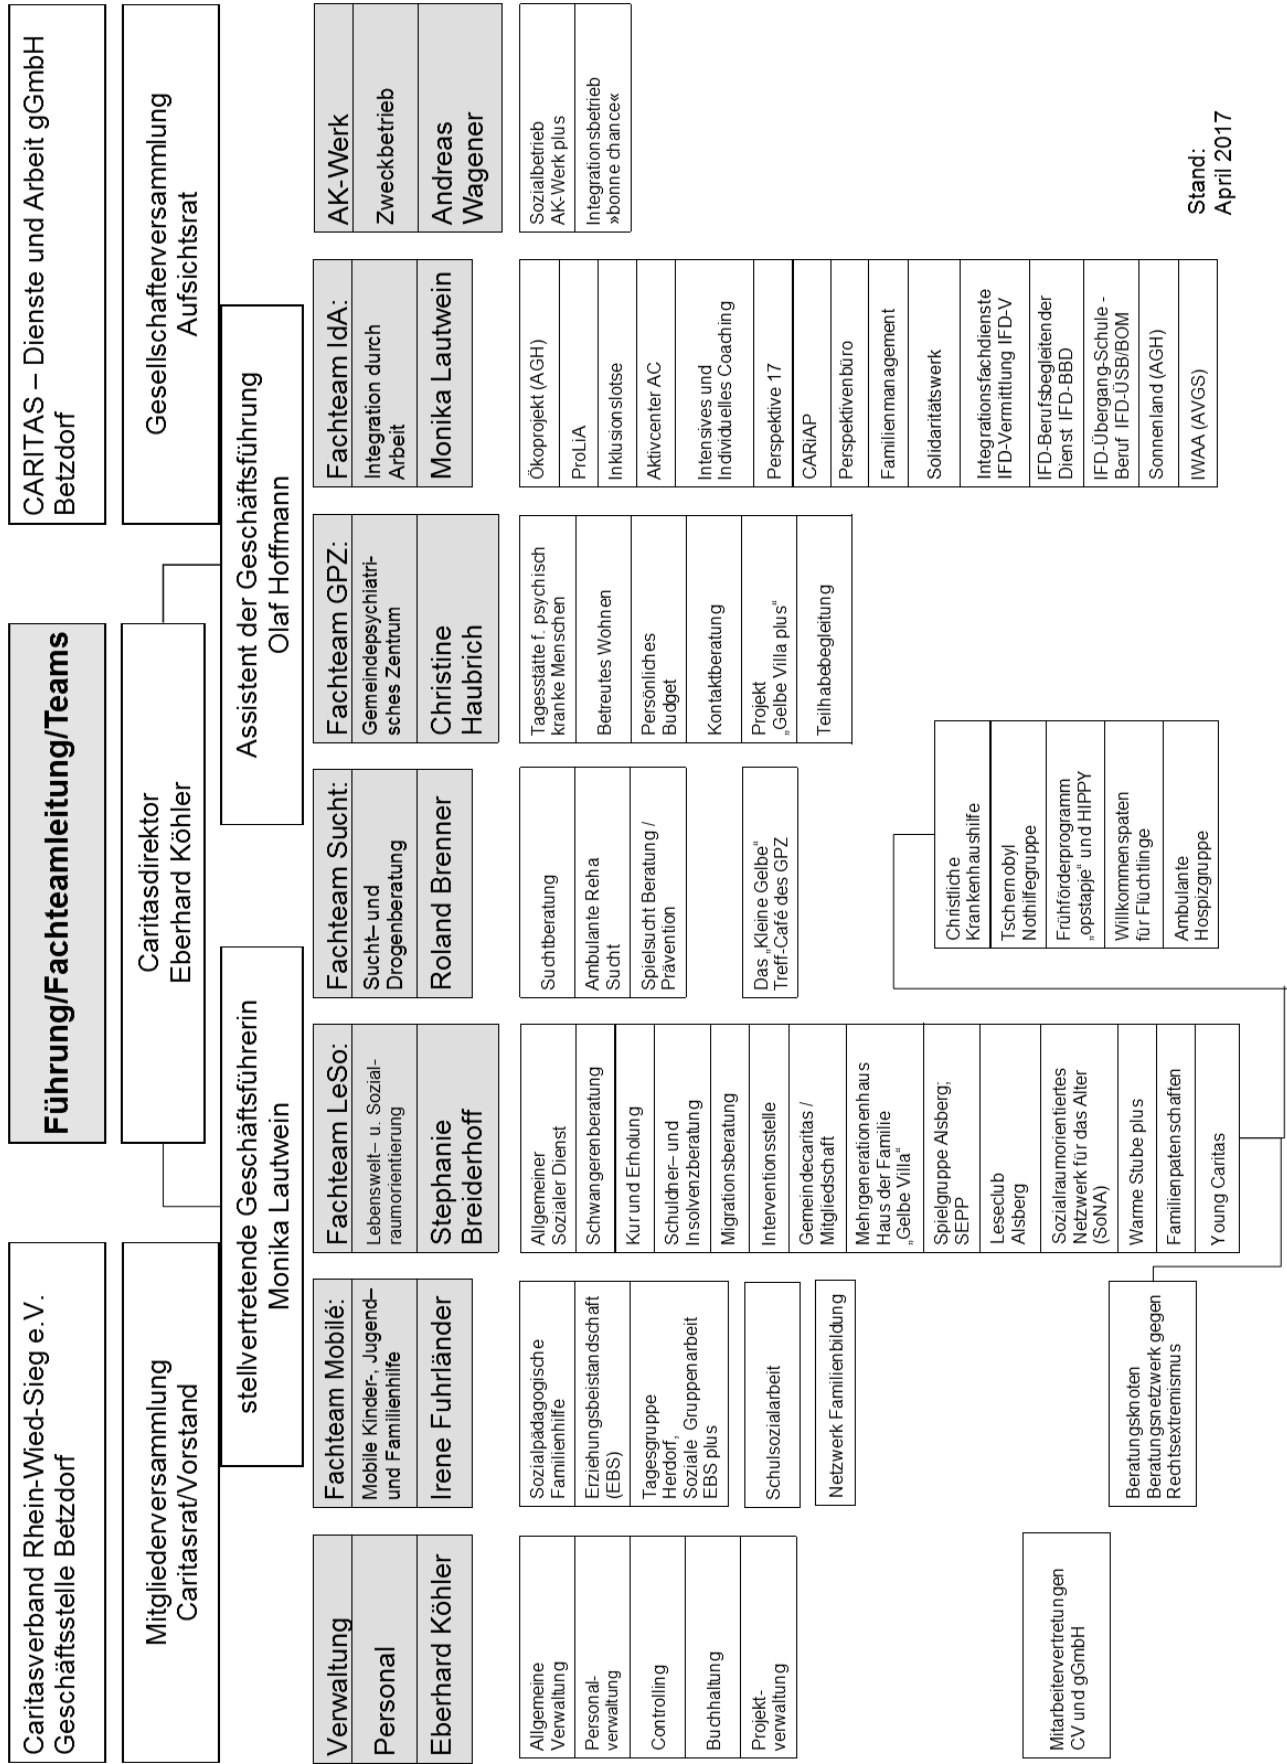 Caritasverband Rhein-Wied-Sieg e.V.
Geschäftsstelle Betzdorf
Führung/Fachteamleitung/Teams
CARITAS – Dienste und Arbeit gGmbH
Betzdorf
Mitgliederversammlung
Caritasrat/Vorstand
Caritasdirektor
Eberhard Köhler
Gesellschafterversammlung
Aufsichtsrat
stellvertretende Geschäftsführerin
Monika Lautwein
Assistent der Geschäftsführung
Olaf Hoffmann
Verwaltung
Personal
Eberhard Köhler
Allgemeine
Verwaltung
Personal-
verwaltung
Controlling
Buchhaltung
Projekt-
verwaltung
Mitarbeitervertretungen
CV und gGmbH
Fachteam Mobilé:
Mobile Kinder-, Jugend–
und Familienhilfe
Irene Fuhrländer
Sozialpädagogische
Familienhilfe
Erziehungsbeistandschaft
(EBS)
Tagesgruppe
Herdorf,
Soziale Gruppenarbeit
EBS plus
Schulsozialarbeit
Netzwerk Familienbildung
Beratungsknoten
Beratungsnetzwerk gegen
Rechtsextremismus
Fachteam LeSo:
Lebenswelt– u. Sozial-
raumorientierung
Stephanie
Breiderhoff
Allgemeiner
Sozialer Dienst
Schwangerenberatung
Kur und Erholung
Schuldner– und
Insolvenzberatung
Migrationsberatung
Interventionsstelle
Gemeindecaritas /
Mitgliedschaft
Mehrgenerationenhaus
Haus der Familie
„Gelbe Villa“
Spielgruppe Alsberg;
SEPP
Leseclub
Alsberg
Sozialraumorientiertes
Netzwerk für das Alter
(SoNA)
Warme Stube plus
Familienpatenschaften
Young Caritas
Fachteam Sucht:
Sucht– und
Drogenberatung
Roland Brenner
Suchtberatung
Ambulante Reha
Sucht
Spielsucht Beratung /
Prävention
Das „Kleine Gelbe“
Treff-Café des GPZ
Christliche
Krankenhaushilfe
Tschernobyl
Nothilfegruppe
Frühförderprogramm
„opstapje“ und HIPPY
Willkommenspaten
für Flüchtlinge
Ambulante
Hospizgruppe
Fachteam GPZ:
Gemeindepsychiatri-
sches Zentrum
Christine
Haubrich
Tagesstätte f. psychisch
kranke Menschen
Betreutes Wohnen
Persönliches
Budget
Kontaktberatung
Projekt
„Gelbe Villa plus“
Teilhabebegleitung
Fachteam IdA:
Integration durch
Arbeit
Monika Lautwein
Ökoprojekt (AGH)
ProLiA
Inklusionslotse
Aktivcenter AC
Intensives und
Individuelles Coaching
Perspektive 17
CARiAP
Perspektivenbüro
Familienmanagement
Solidaritätswerk
Integrationsfachdienste
IFD-Vermittlung IFD-V
IFD-Berufsbegleitender
Dienst IFD-BBD
IFD-Übergang-Schule -
Beruf IFD-ÜSB/BOM
Sonnenland (AGH)
IWAA (AVGS)
AK-Werk
Zweckbetrieb
Andreas
Wagener
Sozialbetrieb
AK-Werk plus
Integrationsbetrieb
»bonne chance«
Stand:
April 2017